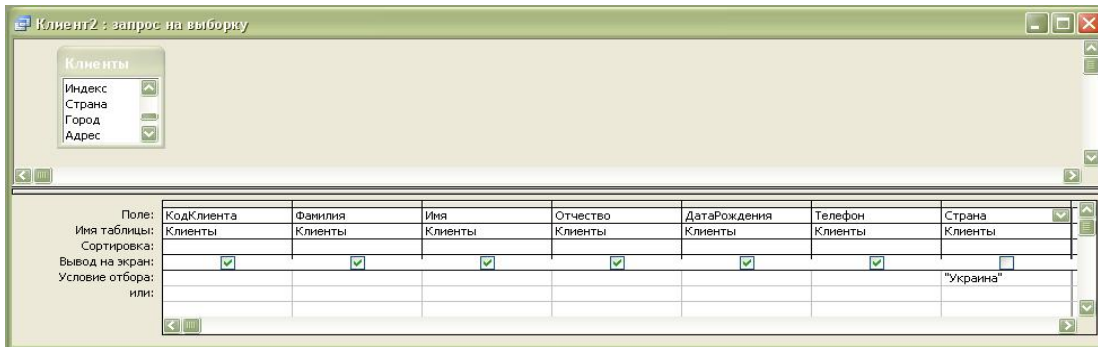 Клиент2 : запрос на выборку
Клиенты
Индекс
Страна
Город
Адрес
Поле: КодКлиента Фамилия Имя Отчество ДатаРождения Телефон Страна
Имя таблицы: Клиенты Клиенты Клиенты Клиенты Клиенты Клиенты Клиенты
Сортировка:
Вывод на экран:
Условие отбора: "Украина"
или: